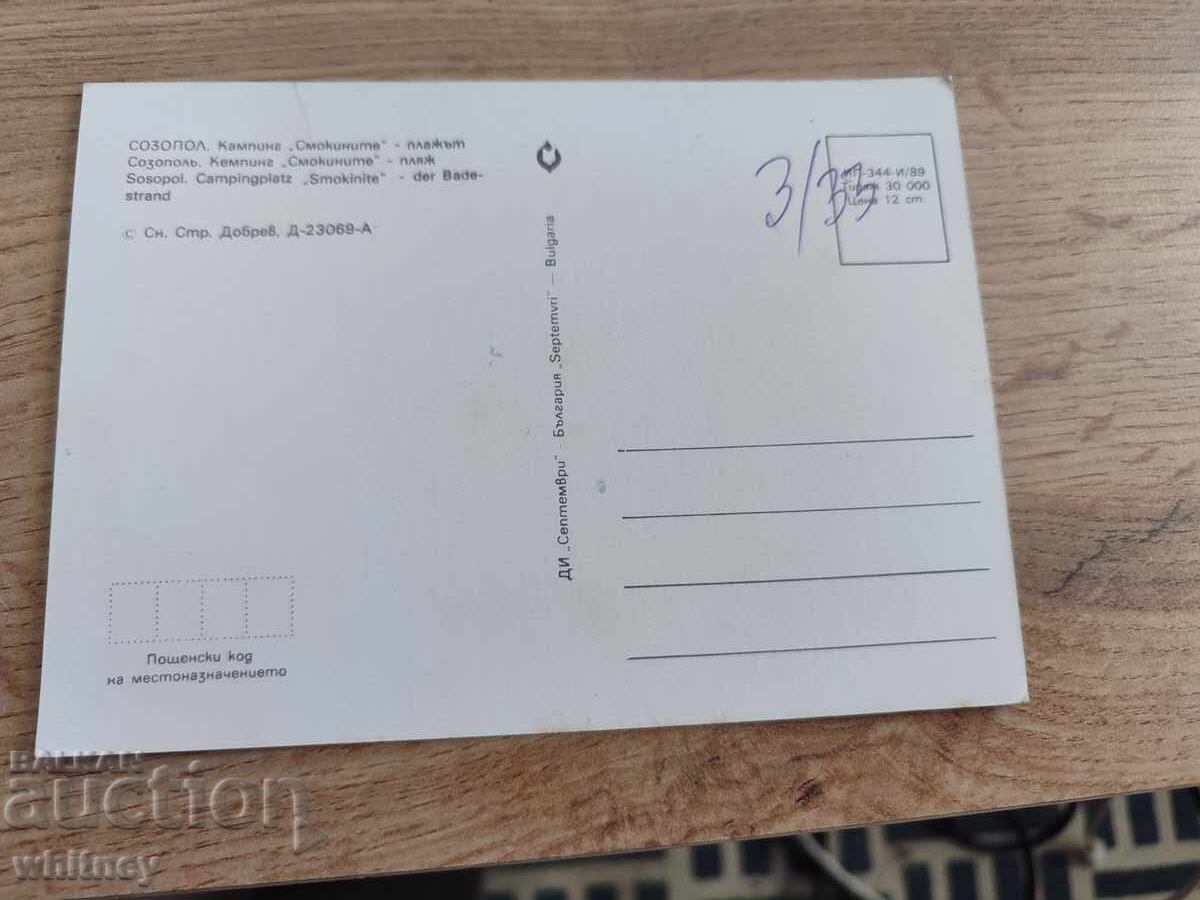 СОЗОПОЛ. Кампинг „Смокините" - плажът
Созополь. Кемпинг „Смокините" - пляж
Sosopol. Campingplatz „Smokinite" - der Bade-
strand
© Сн. Стр. Добрев, Д-23069-А
ДИ „Септември" - България „Septemvri" — Bulgaria
3/33
ИП-344-И/89
Тираж 30 000
Цена 12 ст.
Пощенски код
на местоназначението
BALKAN
auction
whitney